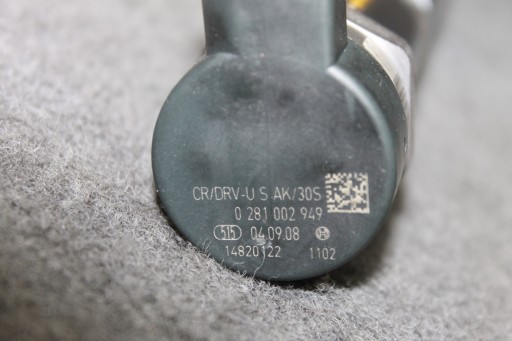 CR/DRV-U S AK/30S
0 281 002 949
515 04.09.08
14820122 1102